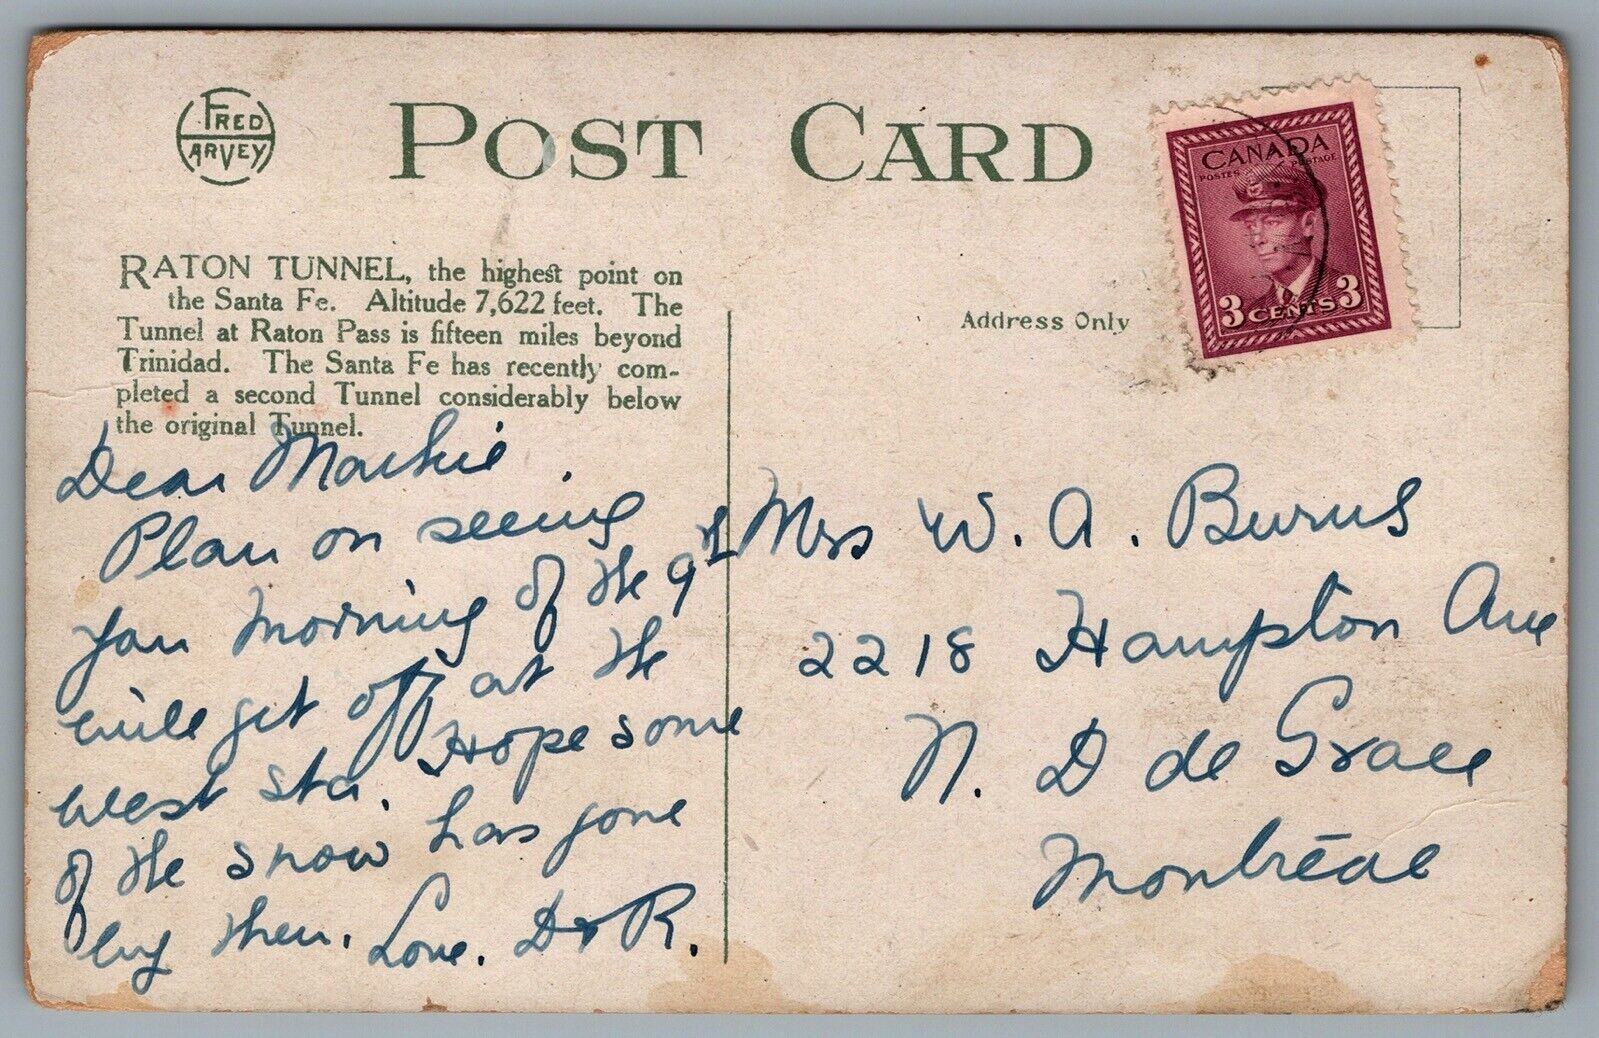 FRED
HARVEY
POST CARD
CANADA
POSTES POSTAGE
3 CENTS 3
RATON TUNNEL, the highest point on
the Santa Fe. Altitude 7,622 feet. The
Tunnel at Raton Pass is fifteen miles beyond
Trinidad. The Santa Fe has recently com-
pleted a second Tunnel considerably below
the original Tunnel.
Address Only
Dear
Plan on seeing
you morning of the 9th
will get off at the
West sta. Hope some
of the snow has gone
by then. Love. D & R.
Mrs W. A. Burns
2218 Hampton Ave
N. D de Grace
Montréal